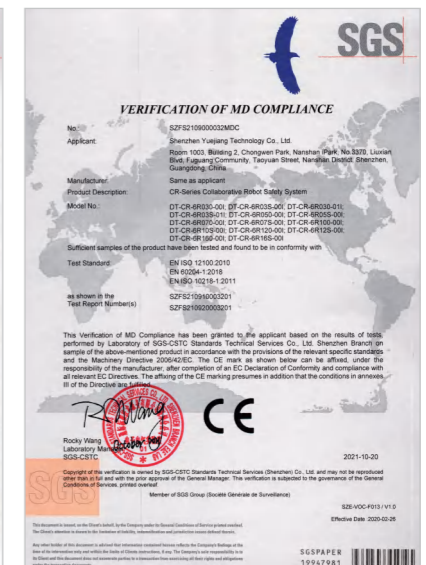 SGS
VERIFICATION OF MD COMPLIANCE
No.: SZFS2109000032MDC
Applicant: Shenzhen Yuejiang Technology Co., Ltd.
Room 1003, Building 2, Chongwen Park, Nanshan iPark, No.3370, Liuxian
Blvd, Fuguang Community, Taoyuan Street, Nanshan District, Shenzhen,
Guangdong, China
Manufacturer: Same as applicant
Product Description: CR-Series Collaborative Robot Safety System
Model No.: DT-CR-6R030-00I; DT-CR-6R03S-00I; DT-CR-6R030-01I;
DT-CR-6R03S-01I; DT-CR-6R050-00I; DT-CR-6R05S-00I;
DT-CR-6R070-00I; DT-CR-6R07S-00I; DT-CR-6R100-00I;
DT-CR-6R10S-00I; DT-CR-6R120-00I; DT-CR-6R12S-00I;
DT-CR-6R160-00I; DT-CR-6R16S-00I
Sufficient samples of the product have been tested and found to be in conformity with
Test Standard: EN ISO 12100:2010
EN 60204-1:2018
EN ISO 10218-1:2011
as shown in the
Test Report Number(s)
SZFS210910003201
SZFS210920003201
This Verification of MD Compliance has been granted to the applicant based on the results of tests,
performed by Laboratory of SGS-CSTC Standards Technical Services Co., Ltd. Shenzhen Branch on
sample of the above-mentioned product in accordance with the provisions of the relevant specific standards
and the Machinery Directive 2006/42/EC. The CE mark as shown below can be affixed, under the
responsibility of the manufacturer, after completion of an EC Declaration of Conformity and compliance with
all relevant EC Directives. The affixing of the CE marking presumes in addition that the conditions in annexes
III of the Directive are fulfilled.
CE
Rocky Wang
Laboratory Manager
SGS-CSTC
2021-10-20
Copyright of this verification is owned by SGS-CSTC Standards Technical Services (Shenzhen) Co., Ltd. and may not be reproduced
other than in full and with the prior approval of the General Manager. This verification is subjected to the governance of the General
Conditions of Services, printed overleaf.
SGS
Member of SGS Group (Société Générale de Surveillance)
SZE-VOC-F013 / V1.0
Effective Date: 2020-02-26
SGSPAPER
19947981